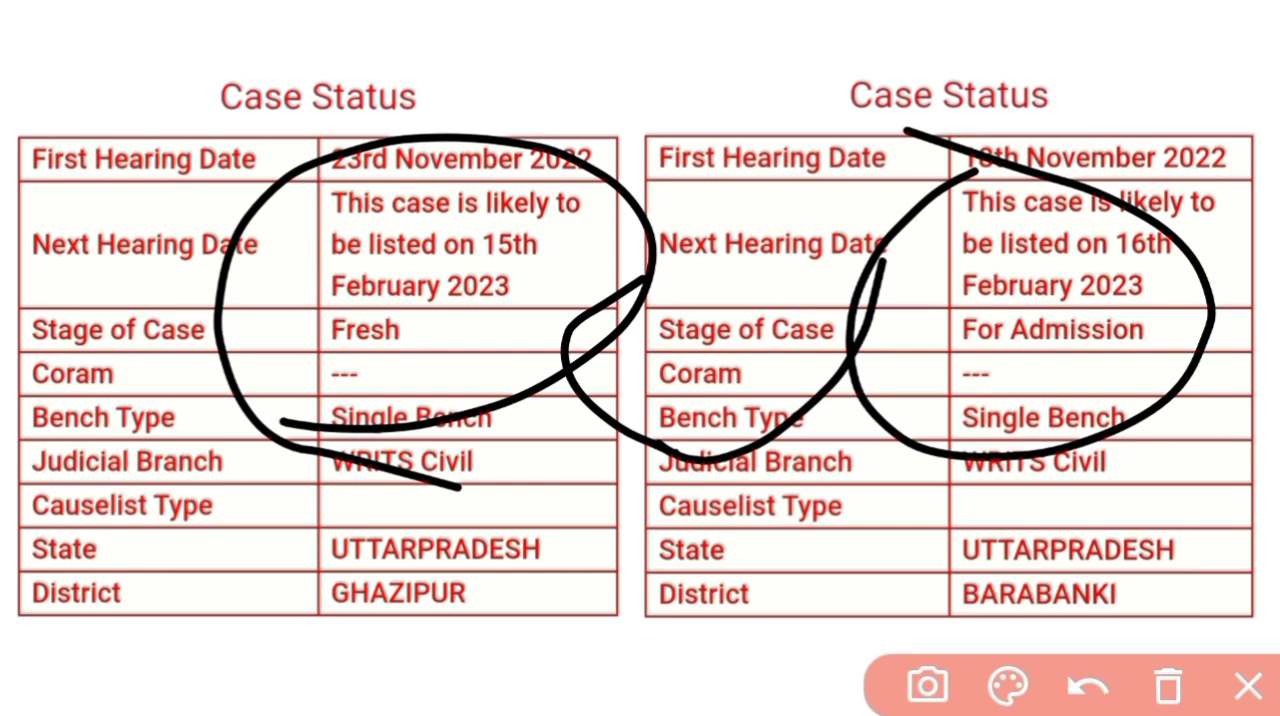 Case Status
First Hearing Date 23rd November 2022
Next Hearing Date This case is likely to
be listed on 15th
February 2023
Stage of Case Fresh
Coram ---
Bench Type Single Bench
Judicial Branch WRITS Civil
Causelist Type
State UTTARPRADESH
District GHAZIPUR
Case Status
First Hearing Date November 2022
Next Hearing Date This case is likely to
be listed on 16th
February 2023
Stage of Case For Admission
Coram ---
Bench Type Single Bench
Judicial Branch WRITS Civil
Causelist Type
State UTTARPRADESH
District BARABANKI